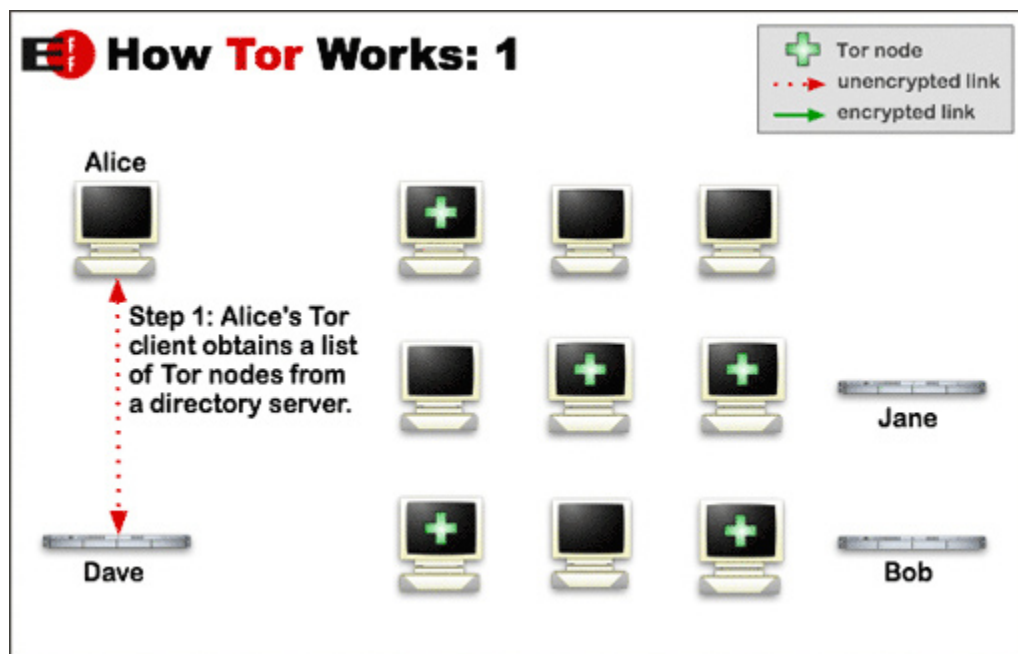 EFF How Tor Works: 1
Tor node
unencrypted link
encrypted link
Alice
Step 1: Alice's Tor
client obtains a list
of Tor nodes from
a directory server.
Jane
Dave
Bob